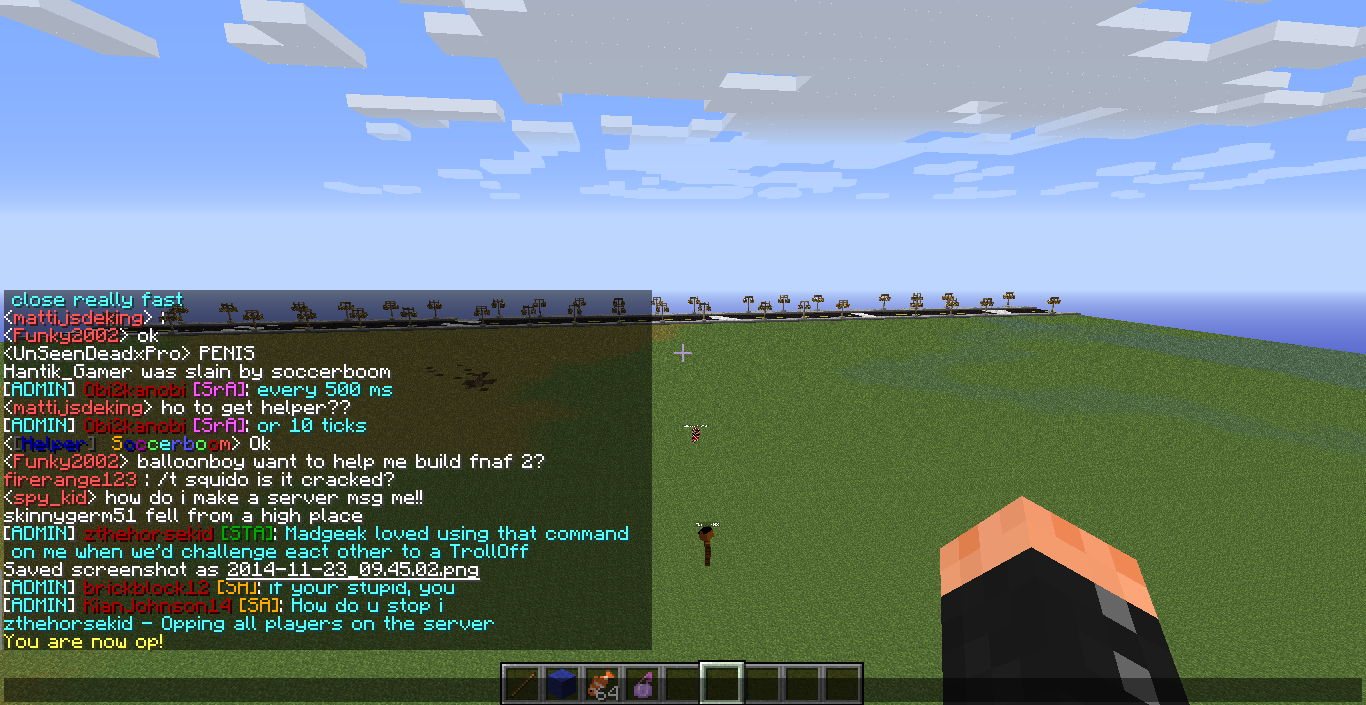 close really fast
<mattijsdeking> :
<Funky2002> ok
<UnSeenDeadxPro> PENIS
Hantik_Gamer was slain by soccerboom
[ADMIN] Obi2kanobi [SrA]: every 500 ms
<mattijsdeking> ho to get helper??
[ADMIN] Obi2kanobi [SrA]: or 10 ticks
<[Helper] Soccerboom> Ok
<Funky2002> balloonboy want to help me build fnaf 2?
firerange123 : /t squido is it cracked?
<spy_kid> how do i make a server msg me!!
skinnygerm51 fell from a high place
[ADMIN] zthehorsekid [STA]: Madgeek loved using that command
on me when we'd challenge eact other to a TrollOff
Saved screenshot as 2014-11-23_09.45.02.png
[ADMIN] brickblock12 [SA]: if your stupid, you
[ADMIN] RianJohnson14 [SA]: How do u stop i
zthehorsekid - Opping all players on the server
You are now op!
64